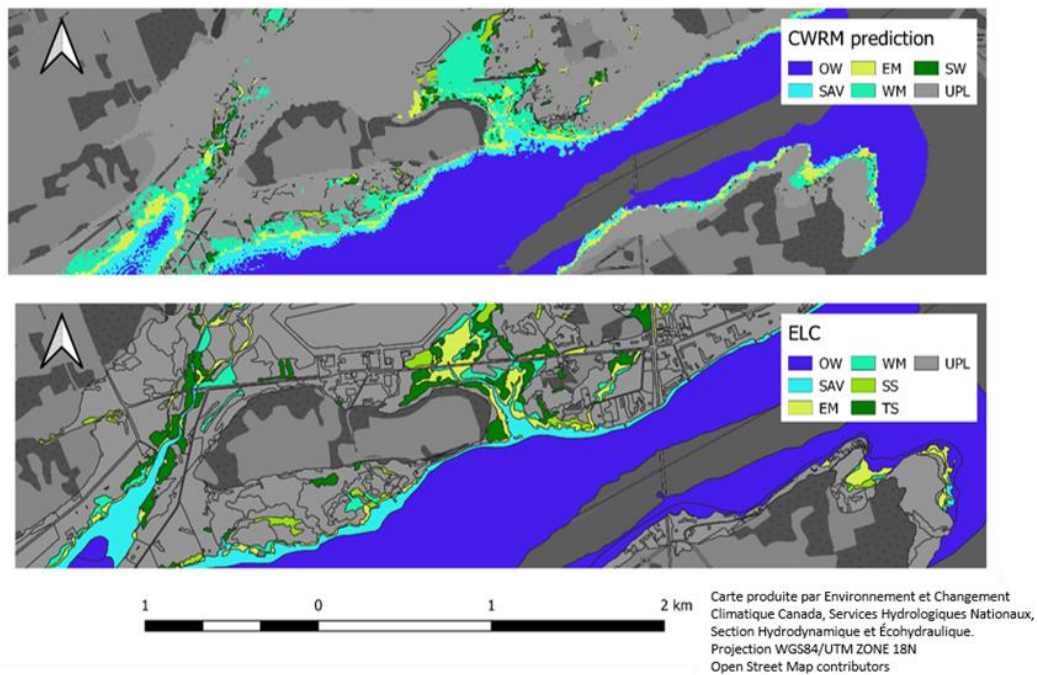 CWRM prediction
OW EM SW
SAV WM UPL
ELC
OW WM UPL
SAV SS
EM TS
1 0 1 2 km
Carte produite par Environnement et Changement
Climatique Canada, Services Hydrologiques Nationaux,
Section Hydrodynamique et Écohydraulique.
Projection WGS84/UTM ZONE 18N
Open Street Map contributors